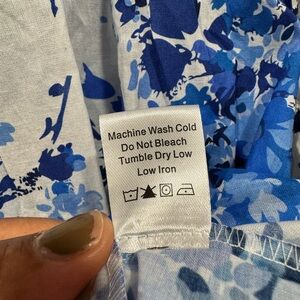 Machine Wash Cold
Do Not Bleach
Tumble Dry Low
Low Iron